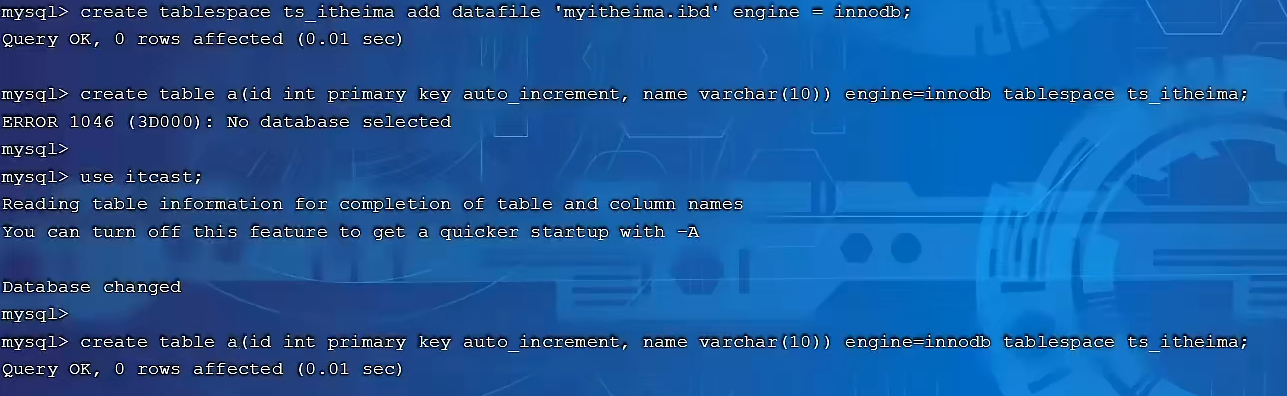 mysql> create tablespace ts_itheima add datafile 'myitheima.ibd' engine = innodb;
Query OK, 0 rows affected (0.01 sec)
mysql> create table a(id int primary key auto_increment, name varchar(10)) engine=innodb tablespace ts_itheima;
ERROR 1046 (3D000): No database selected
mysql>
mysql> use itcast;
Reading table information for completion of table and column names
You can turn off this feature to get a quicker startup with -A
Database changed
mysql>
mysql> create table a(id int primary key auto_increment, name varchar(10)) engine=innodb tablespace ts_itheima;
Query OK, 0 rows affected (0.01 sec)